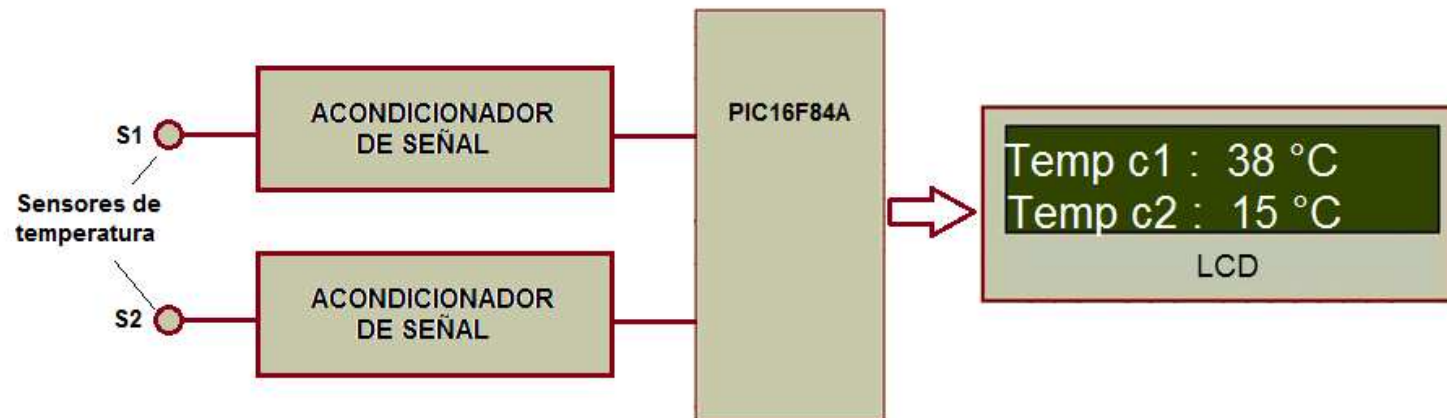 S1
ACONDICIONADOR
DE SEÑAL
PIC16F84A
Temp c1 :  38 °C
Temp c2 :  15 °C
LCD
Sensores de
temperatura
S2
ACONDICIONADOR
DE SEÑAL